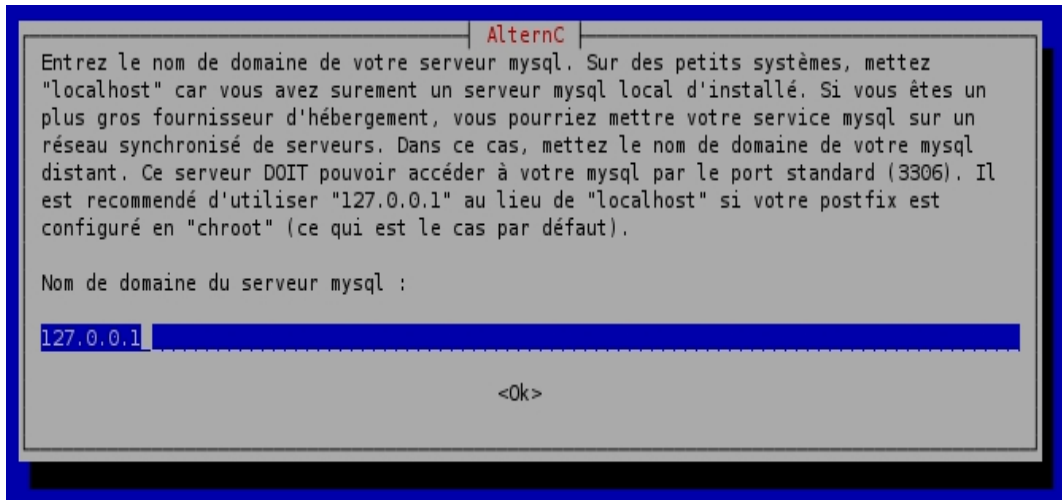 AlternC
Entrez le nom de domaine de votre serveur mysql. Sur des petits systèmes, mettez
"localhost" car vous avez surement un serveur mysql local d'installé. Si vous êtes un
plus gros fournisseur d'hébergement, vous pourriez mettre votre service mysql sur un
réseau synchronisé de serveurs. Dans ce cas, mettez le nom de domaine de votre mysql
distant. Ce serveur DOIT pouvoir accéder à votre mysql par le port standard (3306). Il
est recommendé d'utiliser "127.0.0.1" au lieu de "localhost" si votre postfix est
configuré en "chroot" (ce qui est le cas par défaut).
Nom de domaine du serveur mysql :
127.0.0.1
<Ok>